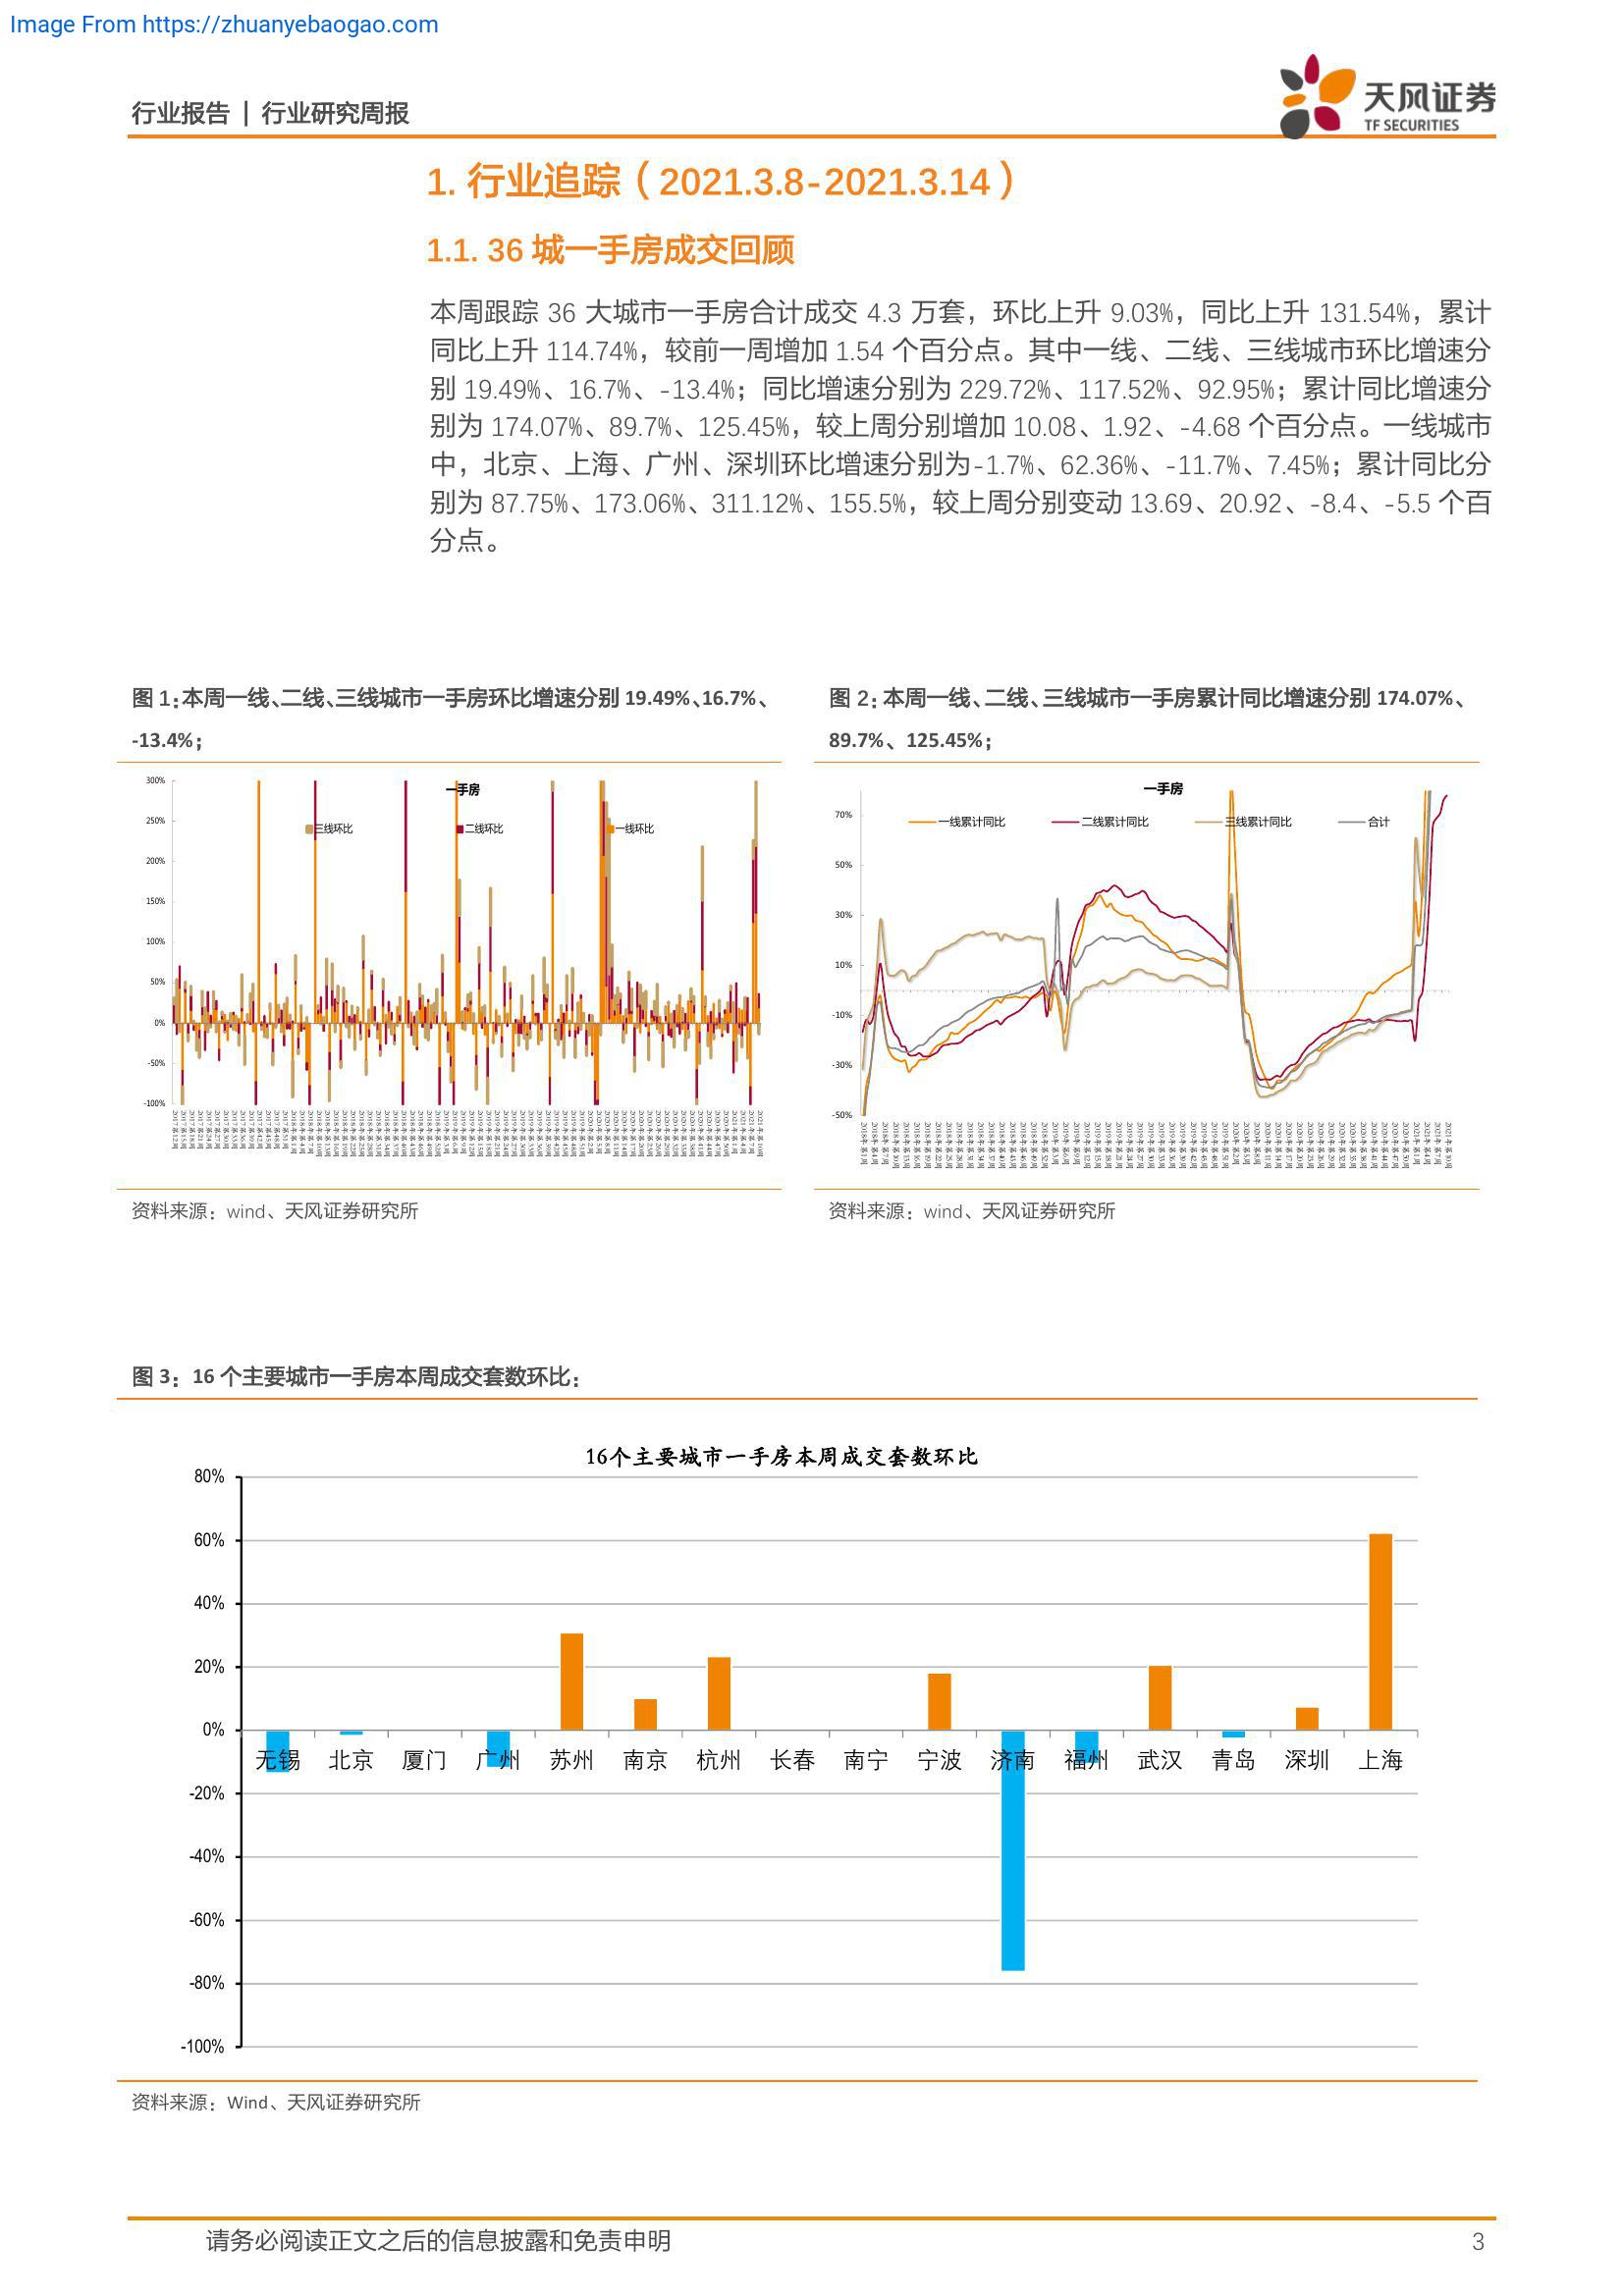 Image From https://zhuanyebaogao.com
行业报告 | 行业研究周报
天风证券
TF SECURITIES
1. 行业追踪（2021.3.8-2021.3.14）
1.1. 36 城一手房成交回顾
本周跟踪 36 大城市一手房合计成交 4.3 万套，环比上升 9.03%，同比上升 131.54%，累计
同比上升 114.74%，较前一周增加 1.54 个百分点。其中一线、二线、三线城市环比增速分
别 19.49%、16.7%、-13.4%；同比增速分别为 229.72%、117.52%、92.95%；累计同比增速分
别为 174.07%、89.7%、125.45%，较上周分别增加 10.08、1.92、-4.68 个百分点。一线城市
中，北京、上海、广州、深圳环比增速分别为-1.7%、62.36%、-11.7%、7.45%；累计同比分
别为 87.75%、173.06%、311.12%、155.5%，较上周分别变动 13.69、20.92、-8.4、-5.5 个百
分点。
图 1：本周一线、二线、三线城市一手房环比增速分别 19.49%、16.7%、
-13.4%；
一手房
三线环比 二线环比 一线环比
300%
250%
200%
150%
100%
50%
0%
-50%
-100%
资料来源：wind、天风证券研究所
图 2：本周一线、二线、三线城市一手房累计同比增速分别 174.07%、
89.7%、125.45%；
一手房
一线累计同比 二线累计同比 三线累计同比 合计
70%
50%
30%
10%
-10%
-30%
-50%
资料来源：wind、天风证券研究所
图 3：16 个主要城市一手房本周成交套数环比：
16个主要城市一手房本周成交套数环比
80%
60%
40%
20%
0%
无锡 北京 厦门 广州 苏州 南京 杭州 长春 南宁 宁波 济南 福州 武汉 青岛 深圳 上海
-20%
-40%
-60%
-80%
-100%
资料来源：Wind、天风证券研究所
请务必阅读正文之后的信息披露和免责申明 3